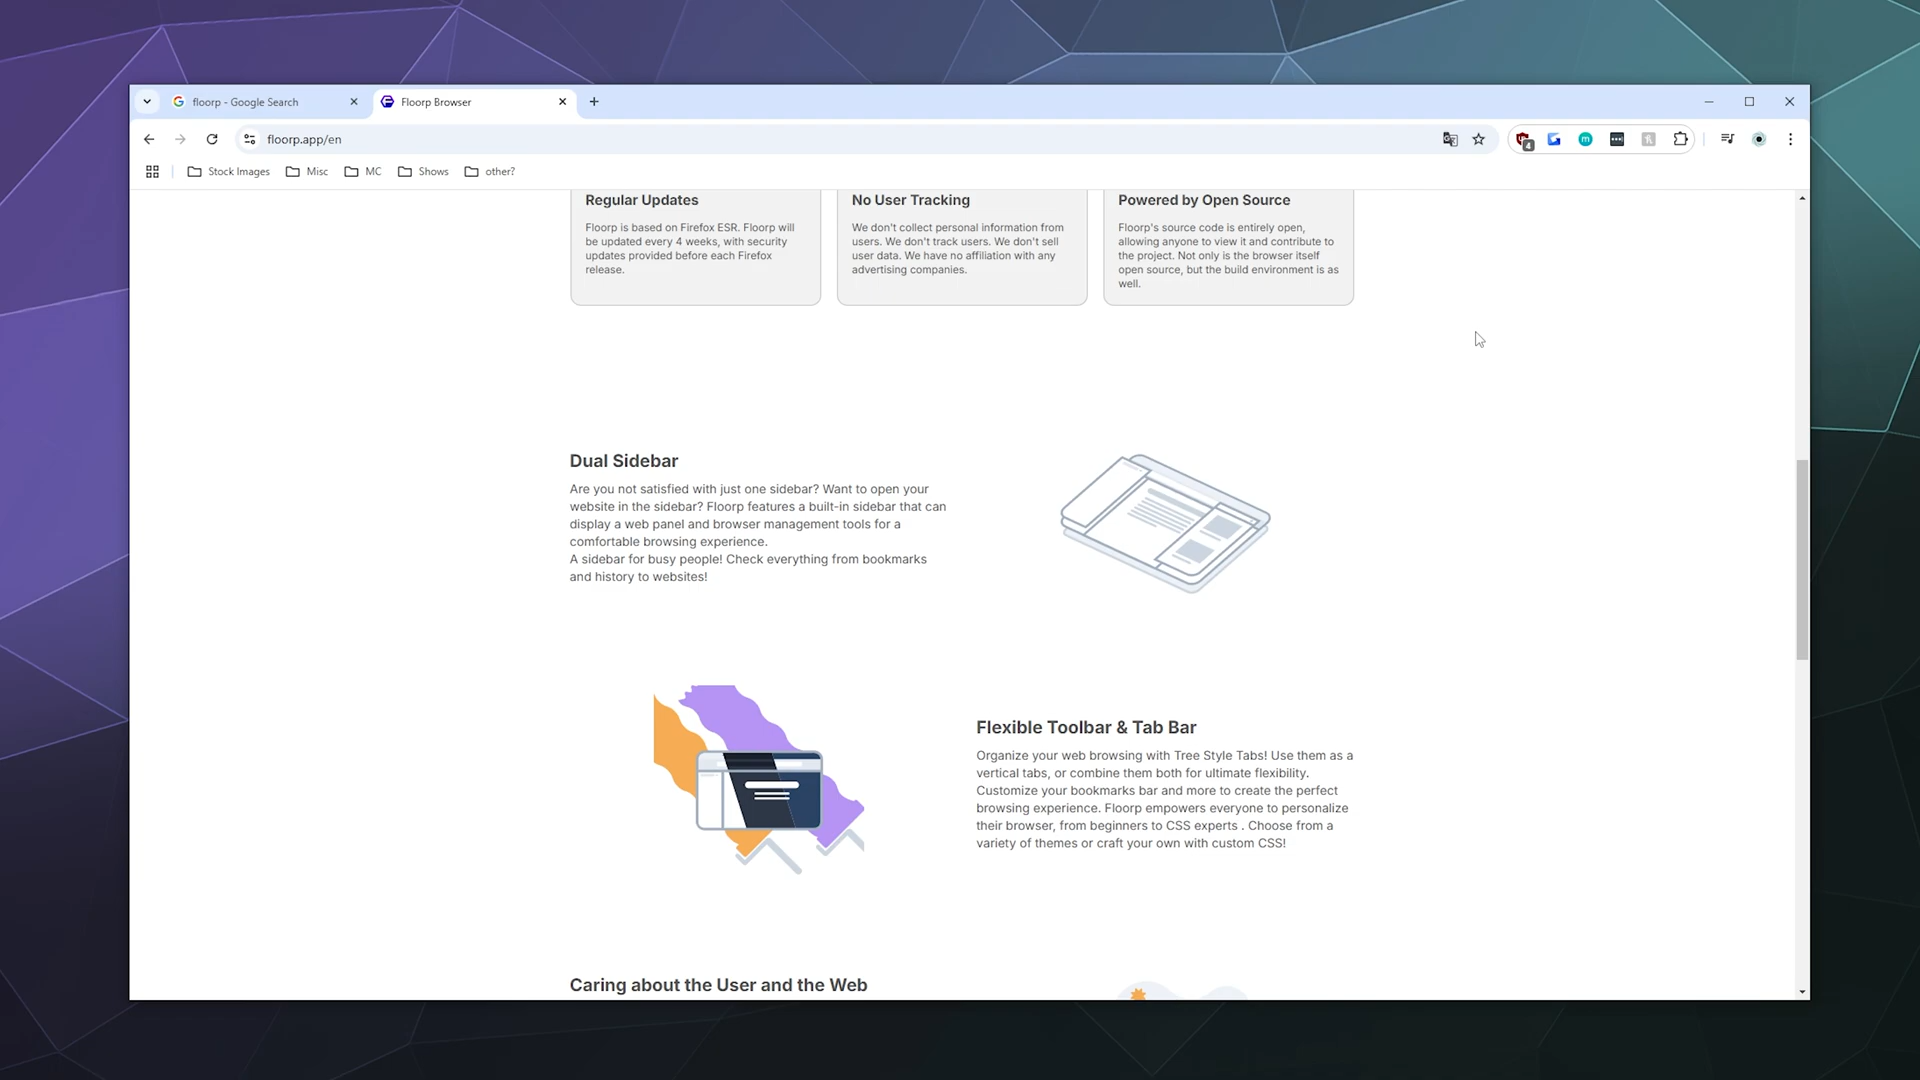 floorp - Google Search
Floorp Browser
floorp.app/en
4
Stock Images
Misc
MC
Shows
other?
Regular Updates
Floorp is based on Firefox ESR. Floorp will
be updated every 4 weeks, with security
updates provided before each Firefox
release.
No User Tracking
We don't collect personal information from
users. We don't track users. We don't sell
user data. We have no affiliation with any
advertising companies.
Powered by Open Source
Floorp's source code is entirely open,
allowing anyone to view it and contribute to
the project. Not only is the browser itself
open source, but the build environment is as
well.
Dual Sidebar
Are you not satisfied with just one sidebar? Want to open your
website in the sidebar? Floorp features a built-in sidebar that can
display a web panel and browser management tools for a
comfortable browsing experience.
A sidebar for busy people! Check everything from bookmarks
and history to websites!
Flexible Toolbar & Tab Bar
Organize your web browsing with Tree Style Tabs! Use them as a
vertical tabs, or combine them both for ultimate flexibility.
Customize your bookmarks bar and more to create the perfect
browsing experience. Floorp empowers everyone to personalize
their browser, from beginners to CSS experts . Choose from a
variety of themes or craft your own with custom CSS!
Caring about the User and the Web